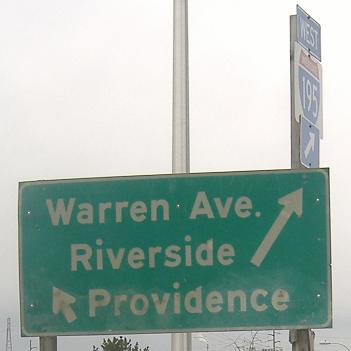 WEST
195
Warren Ave.
Riverside
Providence